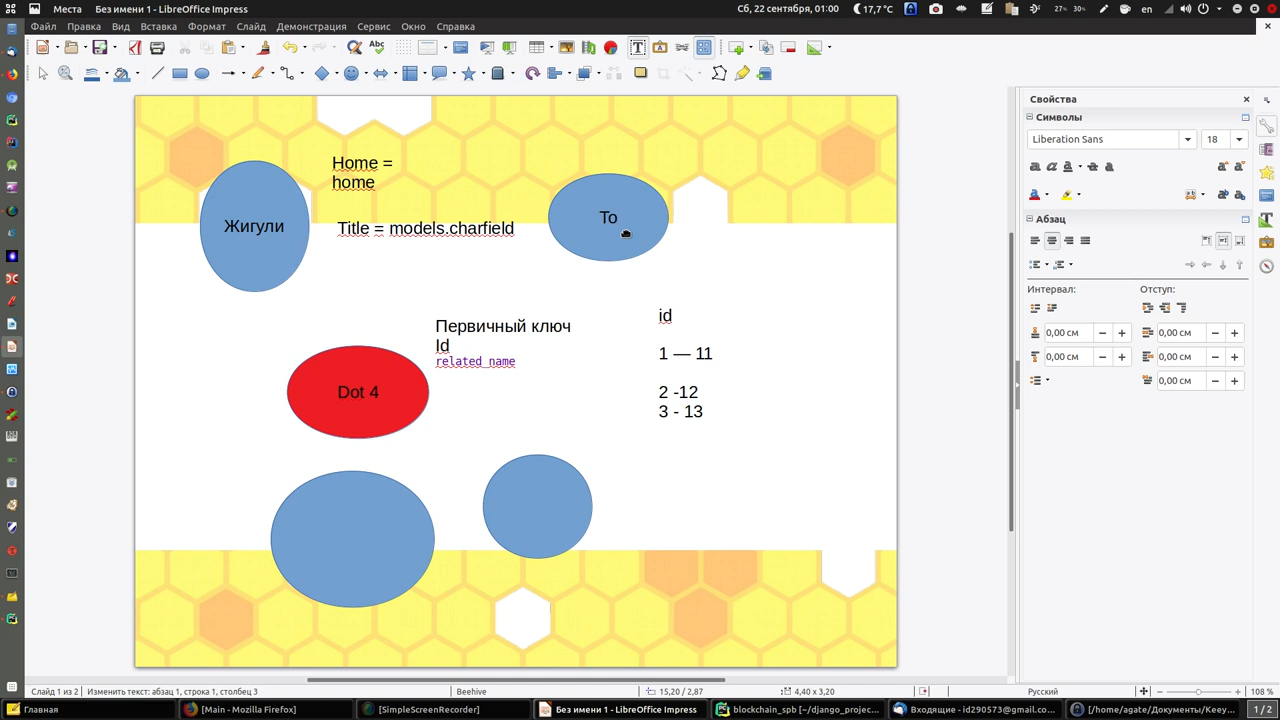 Места
Без имени 1 - LibreOffice Impress
Сб, 22 сентября, 01:00
17,7 °C
27%
30%
en
Файл Правка Вид Вставка Формат Слайд Демонстрация Сервис Окно Справка
Свойства
Символы
Liberation Sans
18
Абзац
Интервал:
Отступ:
0,00 см
0,00 см
0,00 см
0,00 см
0,00 см
Home =
home
Жигули
То
Title = models.charfield
Первичный ключ
Id
related_name
id
1 — 11
2 -12
3 - 13
Dot 4
Слайд 1 из 2
Изменить текст: абзац 1, строка 1, столбец 3
Beehive
15,20 / 2,87
4,40 x 3,20
Русский
108 %
Главная
[Main - Mozilla Firefox]
[SimpleScreenRecorder]
Без имени 1 - LibreOffice Impress
blockchain_spb [~/django_projec...
Входящие - id290573@gmail.co...
[/home/agate/Документы/Keey...
1 / 2